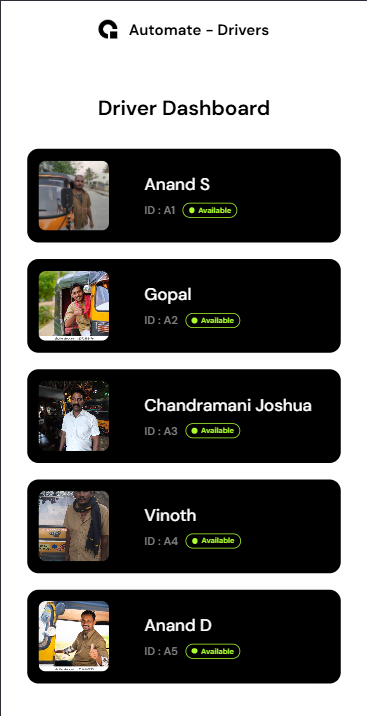 Automate - Drivers
Driver Dashboard
Anand S
ID : A1 Available
Gopal
ID : A2 Available
Chandramani Joshua
ID : A3 Available
Vinoth
ID : A4 Available
Anand D
ID : A5 Available